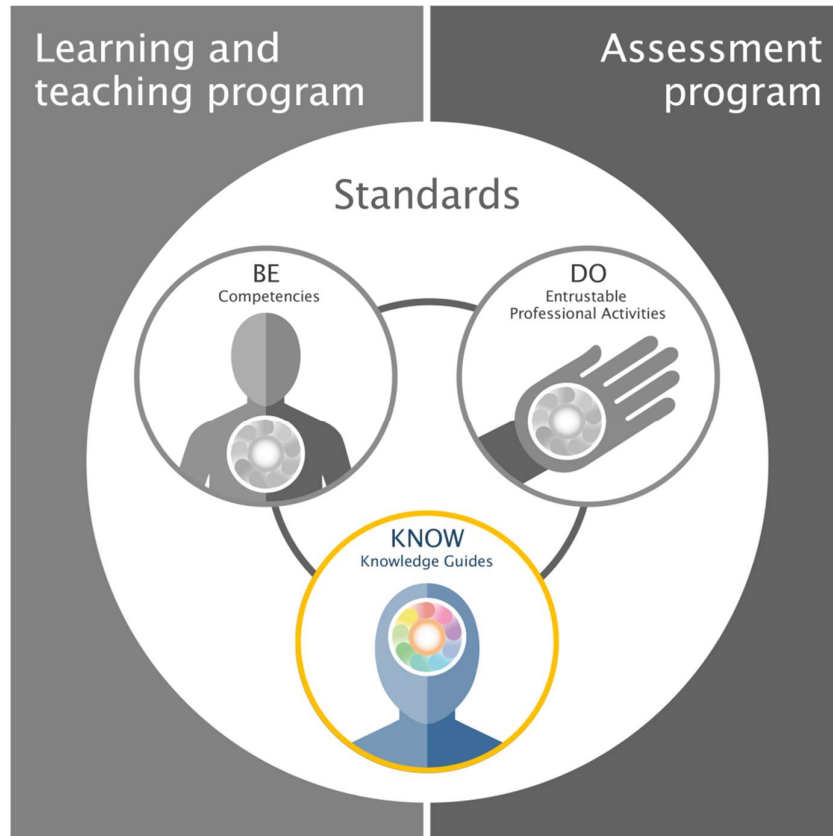 Learning and
teaching program
Assessment
program
Standards
BE
Competencies
DO
Entrustable
Professional Activities
KNOW
Knowledge Guides